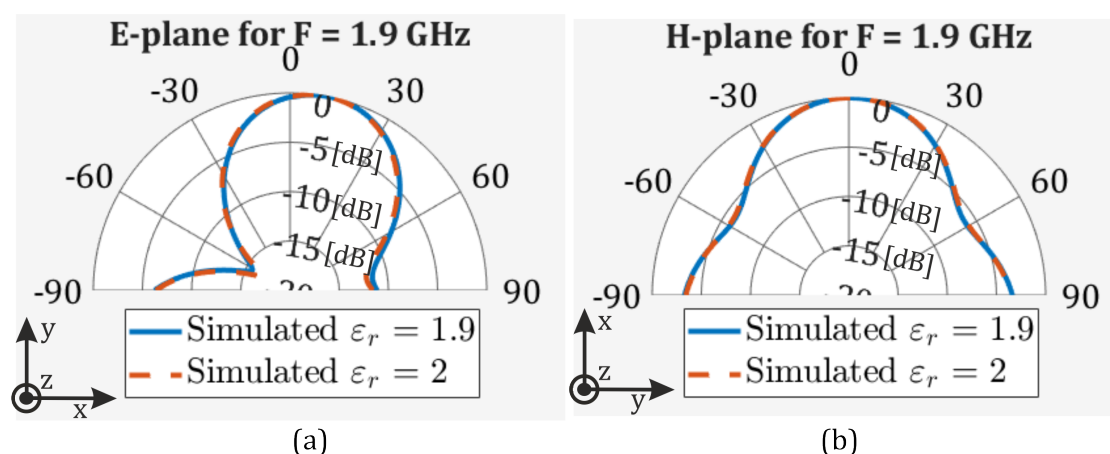 E-plane for F = 1.9 GHz
0
-30
30
-60
60
-90
90
0
-5 [dB]
-10 [dB]
-15 [dB]
-20
y
z
x
Simulated εr = 1.9
Simulated εr = 2
(a)
H-plane for F = 1.9 GHz
0
-30
30
-60
60
-90
90
0
-5 [dB]
-10 [dB]
-15 [dB]
-20
x
z
y
Simulated εr = 1.9
Simulated εr = 2
(b)